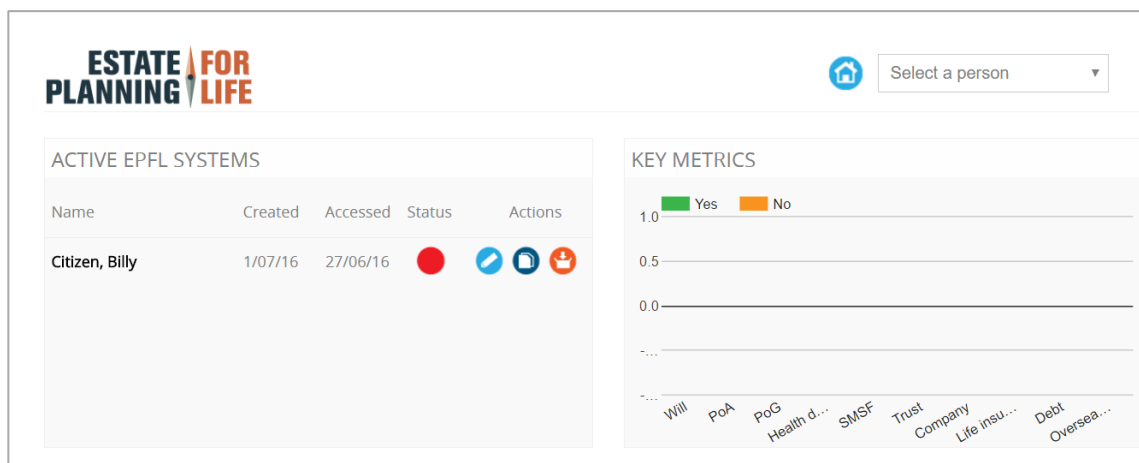 ESTATE FOR
PLANNING LIFE
Select a person
ACTIVE EPFL SYSTEMS
Name Created Accessed Status Actions
Citizen, Billy 1/07/16 27/06/16
KEY METRICS
Yes No
1.0
0.5
0.0
-...
-...
Will PoA PoG Health d... SMSF Trust Company Life insu... Debt Oversea...